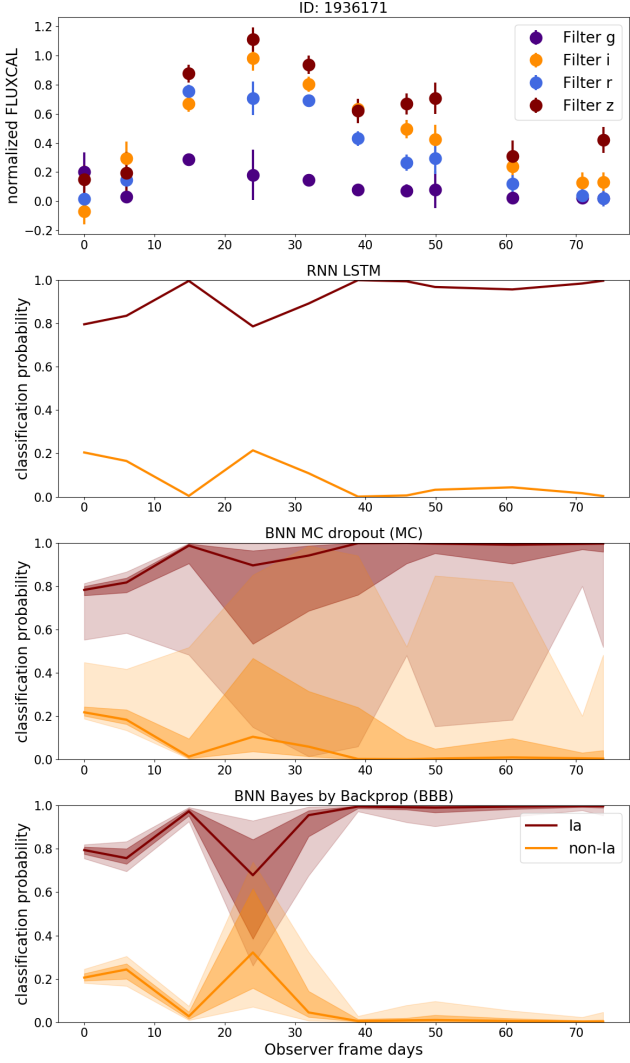 ID: 1936171
normalized FLUXCAL
1.2
1.0
0.8
0.6
0.4
0.2
0.0
−0.2
Filter g
Filter i
Filter r
Filter z
0 10 20 30 40 50 60 70
RNN LSTM
classification probability
1.0
0.8
0.6
0.4
0.2
0.0
0 10 20 30 40 50 60 70
BNN MC dropout (MC)
classification probability
1.0
0.8
0.6
0.4
0.2
0.0
0 10 20 30 40 50 60 70
BNN Bayes by Backprop (BBB)
classification probability
1.0
0.8
0.6
0.4
0.2
0.0
Ia
non-Ia
0 10 20 30 40 50 60 70
Observer frame days